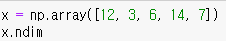 x = np.array([12, 3, 6, 14, 7])
x.ndim